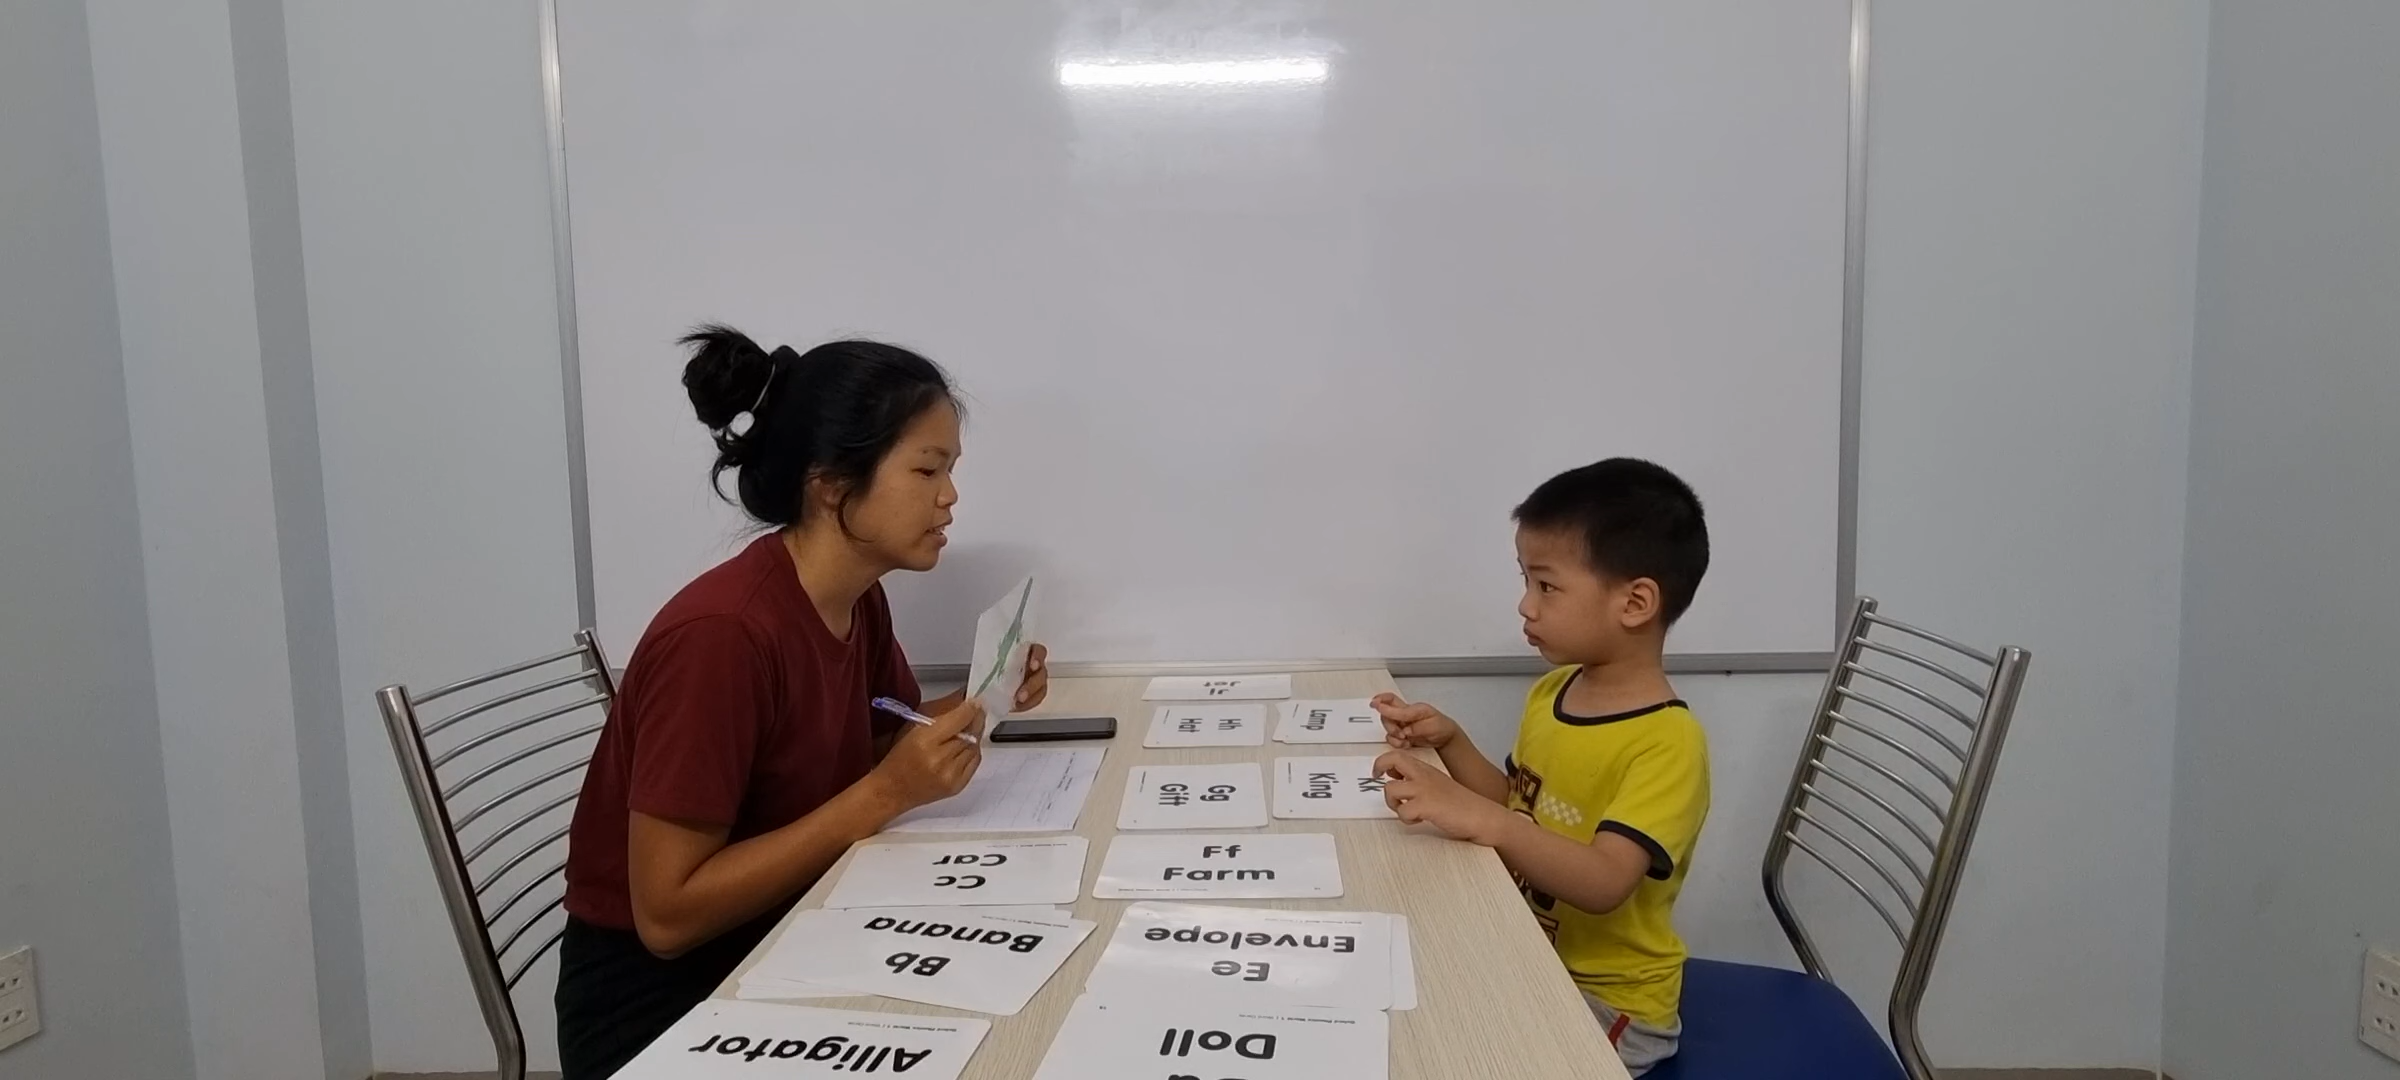 Jet
Jj
Hh
Hat
Ll
Lamp
Gg
Gift
Kk
King
Cc
Car
Ff
Farm
Bb
Banana
Ee
Envelope
Alligator
Doll